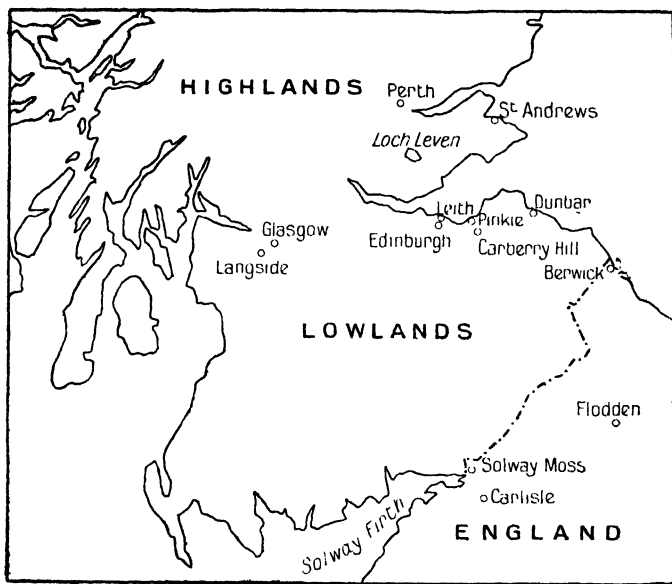 HIGHLANDS
Perth
St Andrews
Loch Leven
Leith
Pinkie
Dunbar
Edinburgh
Carberry Hill
Glasgow
Langside
Berwick
LOWLANDS
Flodden
Solway Moss
Carlisle
Solway Firth
ENGLAND